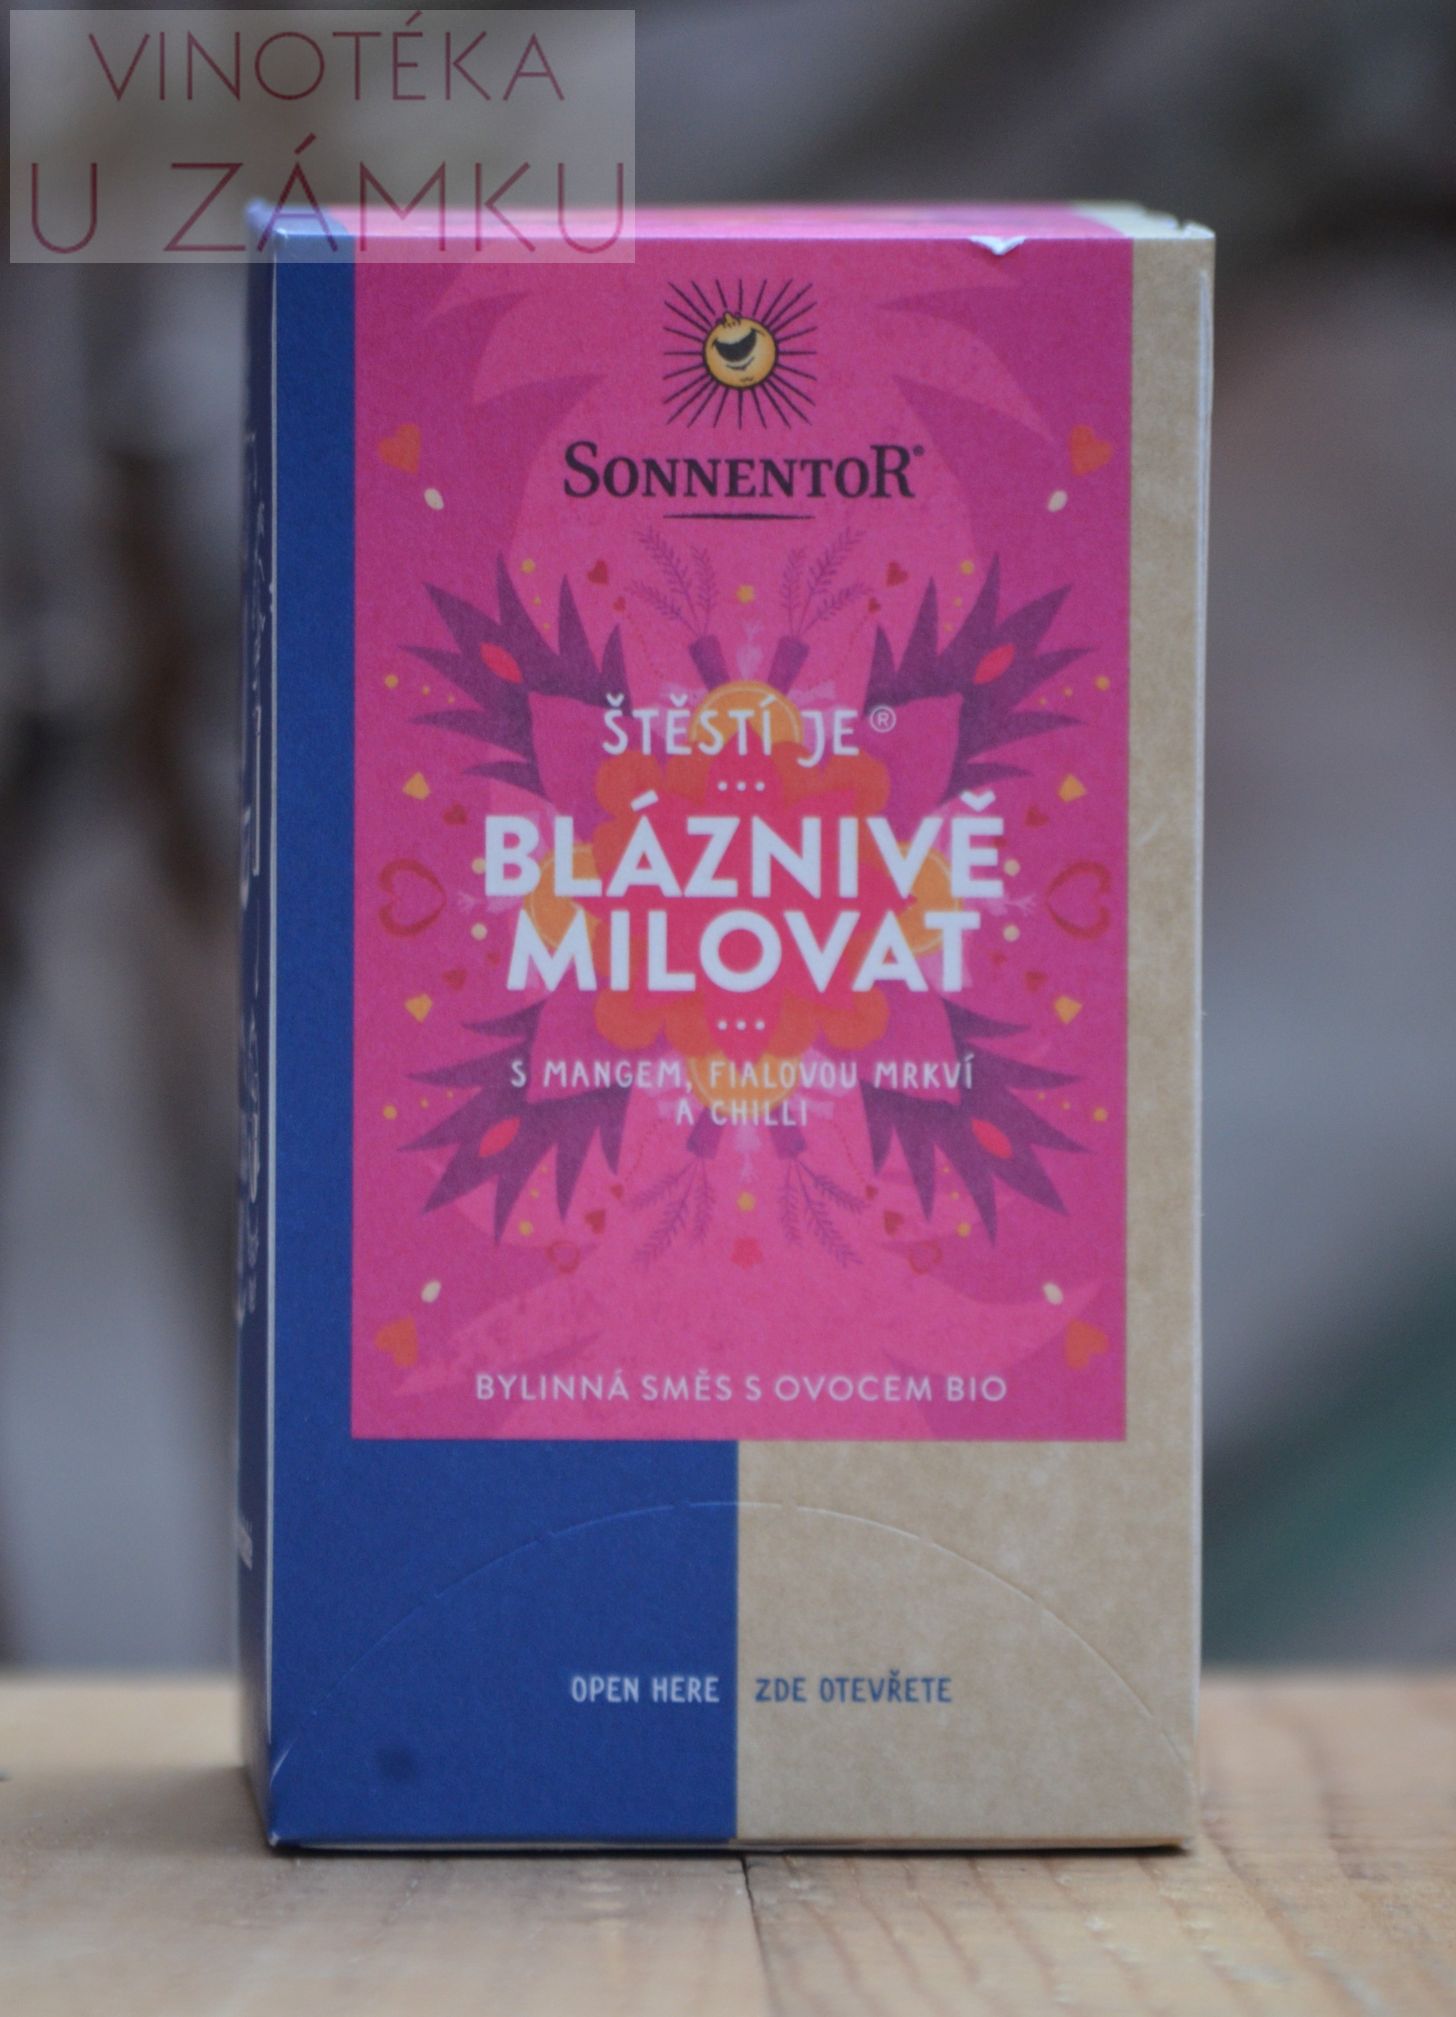 VINOTÉKA
U ZÁMKU
SONNENTOR®
ŠTĚSTÍ JE®
BLÁZNIVĚ
MILOVAT
S MANGEM, FIALOVOU MRKVÍ
A CHILLI
BYLINNÁ SMĚS S OVOCEM BIO
OPEN HERE ZDE OTEVŘETE